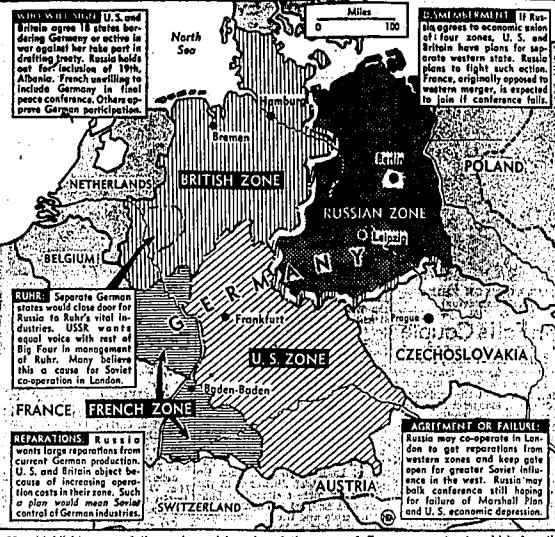 WHO WILL SIGN: U.S. and
Britain agree 18 states bor-
dering Germany or active in
war against her take part in
drafting treaty. Russia holds
out for inclusion of 19th,
Albania. French unwilling to
include Germany in final
peace conference. Others ap-
prove German participation.
Miles
0 100
DISMEMBERMENT: If Rus-
sia agrees to economic union
of four zones, U.S. and
Britain have plans for sep-
arate western state. Russia
plans to fight such action.
France, originally opposed to
western merger, is expected
to join if conference fails.
North
Sea
Hamburg
Bremen
Berlin
NETHERLANDS
BRITISH ZONE
POLAND
RUSSIAN ZONE
Leipzig
BELGIUM
GERMANY
RUHR: Separate German
states would close door for
Russia to Ruhr's vital in-
dustries. USSR wants
equal voice with rest of
Big Four in management
of Ruhr. Many believe
this a cause for Soviet
co-operation in London.
Frankfurt
Prague
U.S. ZONE
CZECHOSLOVAKIA
Baden-Baden
FRANCE
FRENCH ZONE
REPARATIONS: Russia
wants large reparations from
current German production.
U.S. and Britain object be-
cause of increasing opera-
tion costs in their zone. Such
a plan would mean Soviet
control of German industries.
AGREEMENT OR FAILURE:
Russia may co-operate in Lon-
don to get reparations from
western zones and keep gate
open for greater Soviet influ-
ence in the west. Russia may
balk conference still hoping
for failure of Marshall Plan
and U.S. economic depression.
AUSTRIA
SWITZERLAND